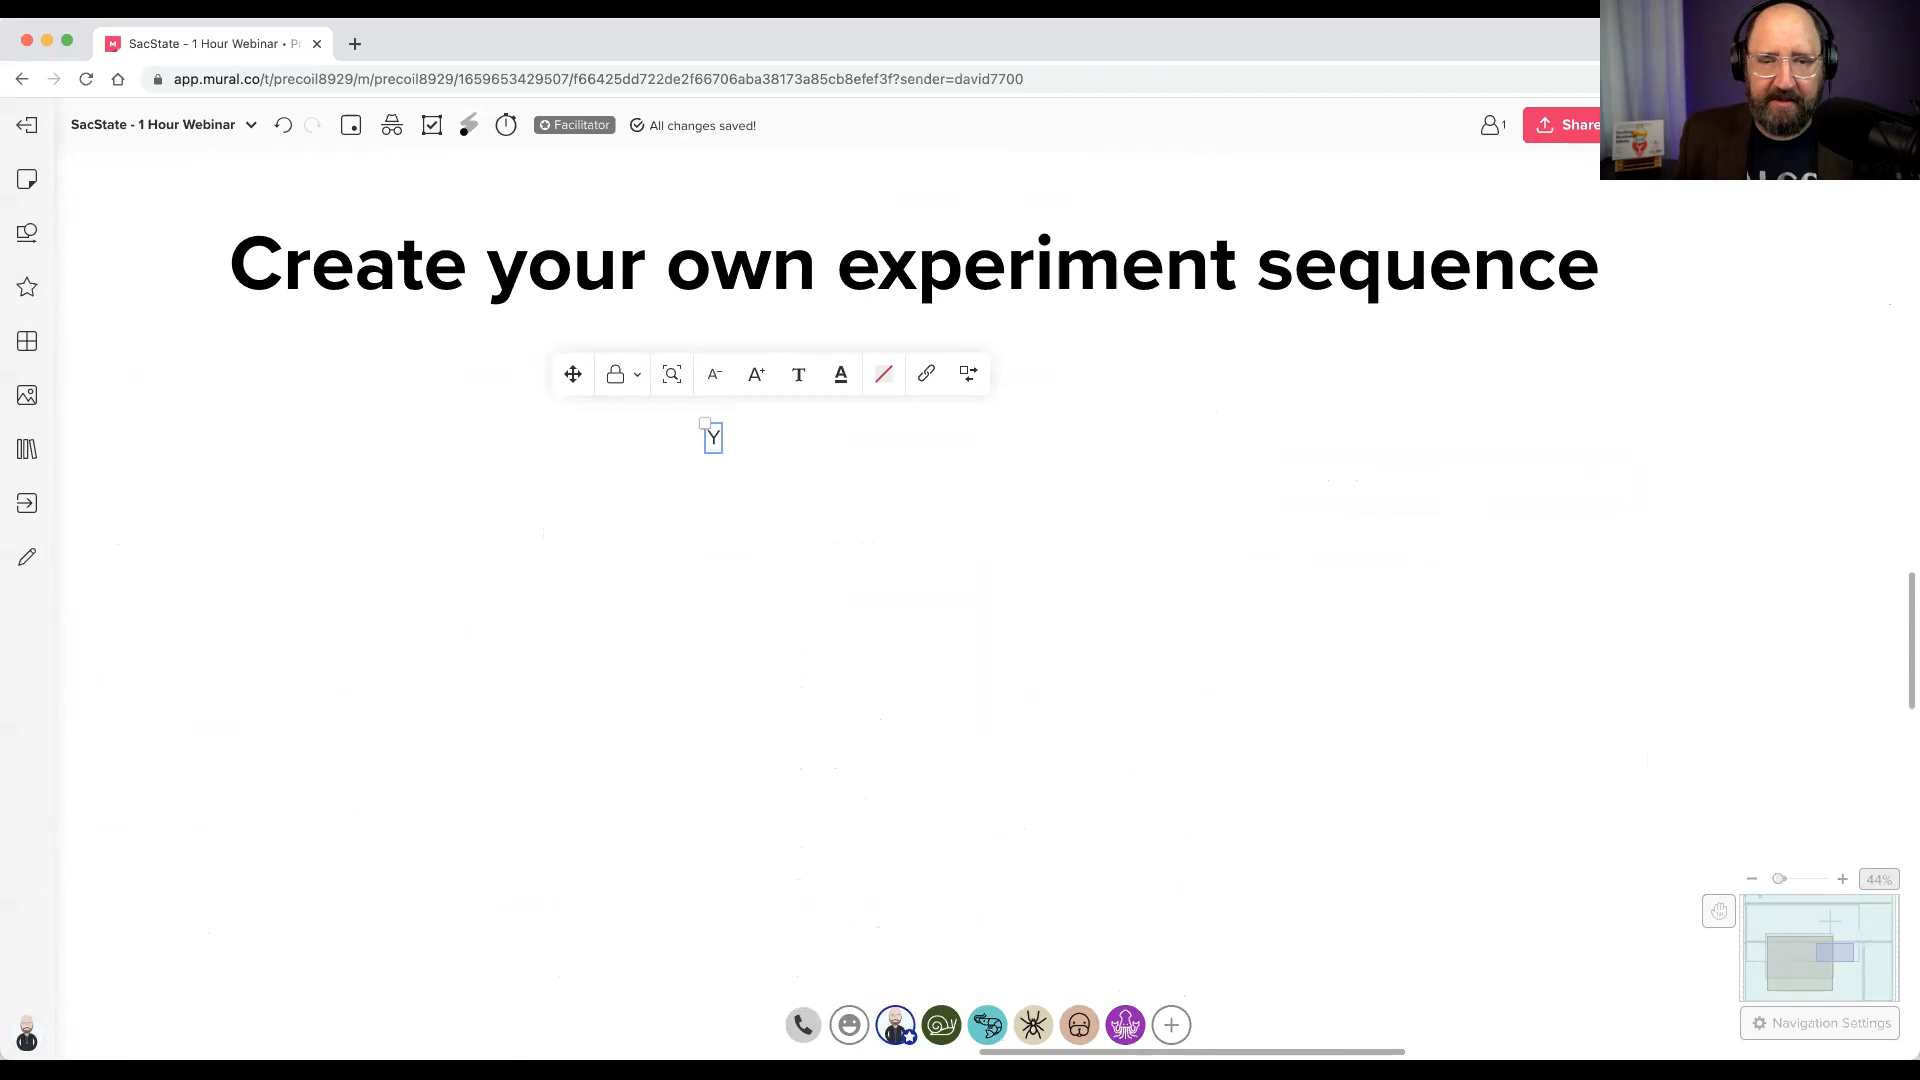 SacState - 1 Hour Webinar • Pr
app.mural.co/t/precoil8929/m/precoil8929/1659653429507/f66425dd722de2f66706aba38173a85cb8efef3f?sender=david7700
SacState - 1 Hour Webinar
Facilitator
All changes saved!
1
Share
Create your own experiment sequence
A-
A+
T
A
Y
44%
Navigation Settings